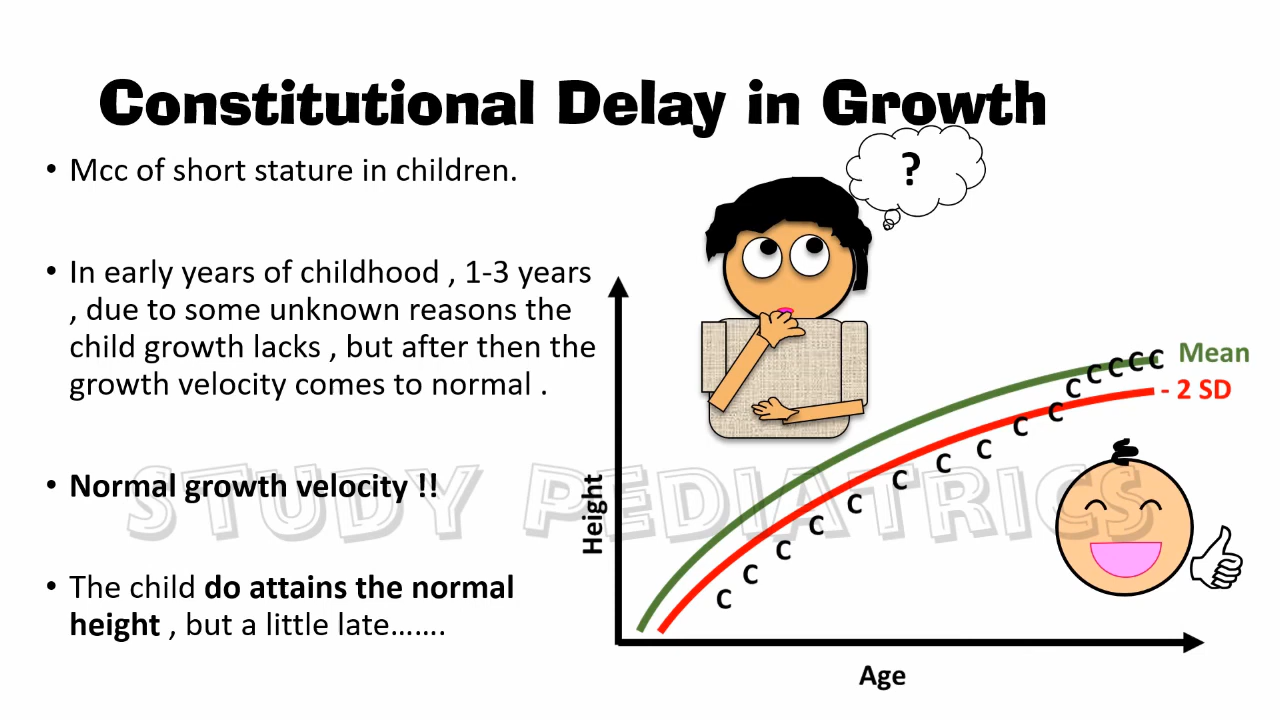 Constitutional Delay in Growth
• Mcc of short stature in children.
?
• In early years of childhood , 1-3 years
, due to some unknown reasons the
child growth lacks , but after then the
growth velocity comes to normal .
• Normal growth velocity !!
• The child do attains the normal
height , but a little late…….
STUDY PEDIATRICS
Height
Age
Mean
- 2 SD
C C C C C C C C C C C C C C C C